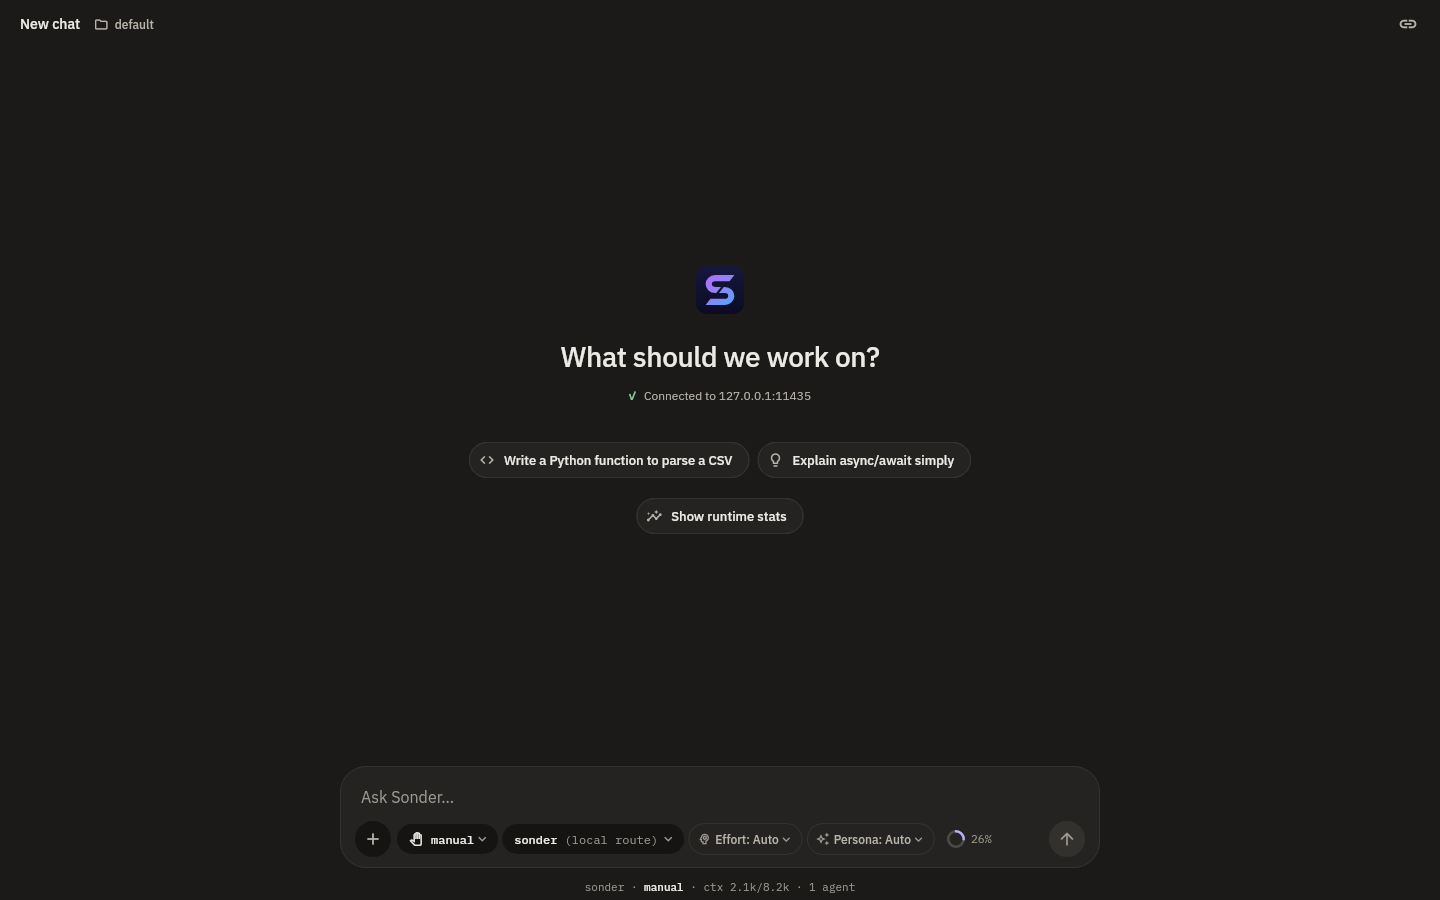 New chat default
What should we work on?
✓ Connected to 127.0.0.1:11435
Write a Python function to parse a CSV
Explain async/await simply
Show runtime stats
Ask Sonder...
manual sonder (local route) Effort: Auto Persona: Auto 26%
sonder · manual · ctx 2.1k/8.2k · 1 agent